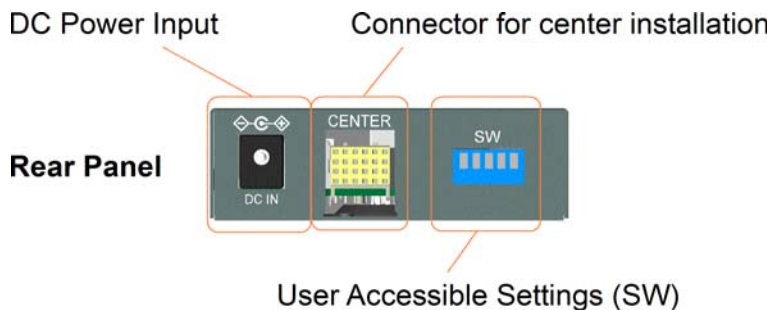 DC Power Input
Connector for center installation
CENTER
SW
Rear Panel
DC IN
User Accessible Settings (SW)